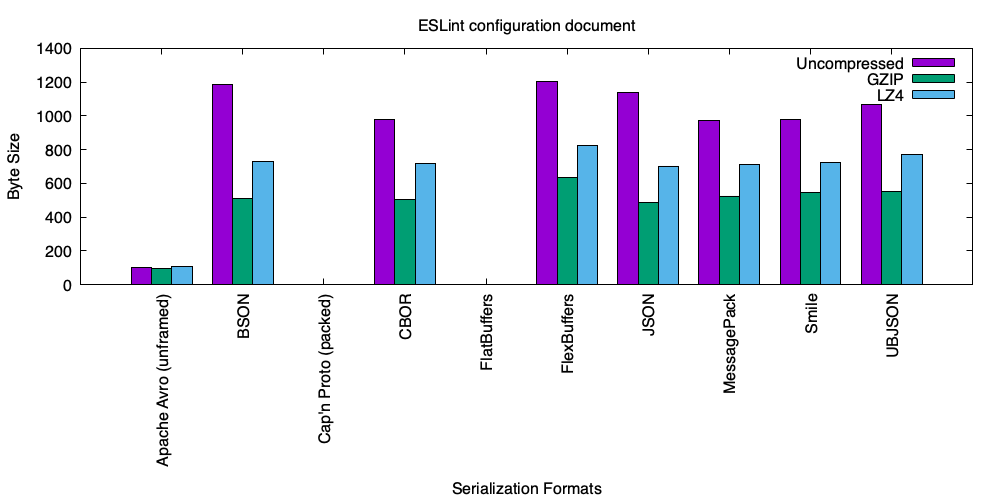 ESLint configuration document
1400
1200
1000
800
600
400
200
0
Byte Size
Uncompressed
GZIP
LZ4
Apache Avro (unframed)
BSON
Cap'n Proto (packed)
CBOR
FlatBuffers
FlexBuffers
JSON
MessagePack
Smile
UBJSON
Serialization Formats